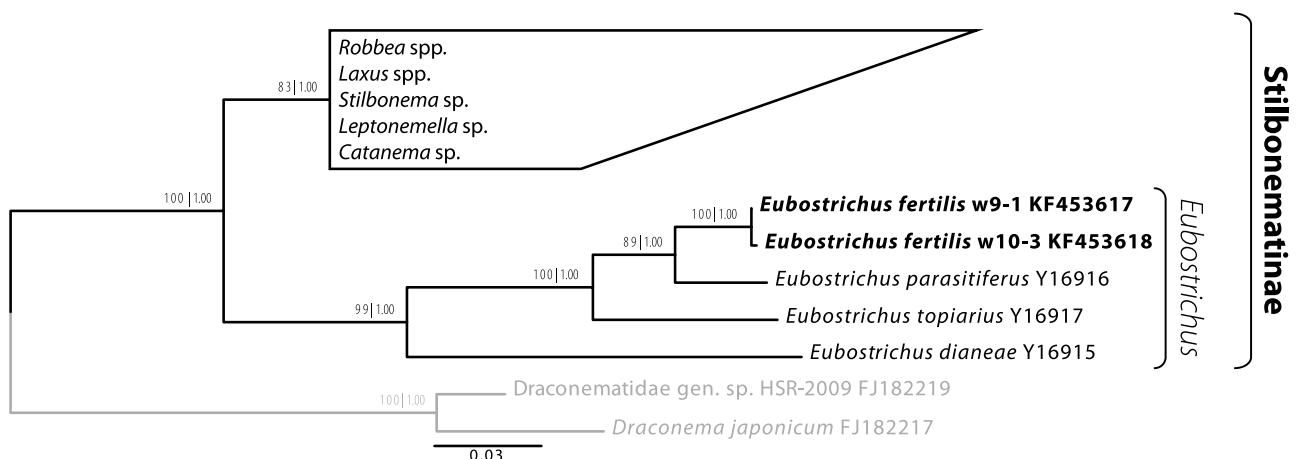 Robbea spp.
Laxus spp.
Stilbonema sp.
Leptonemella sp.
Catanema sp.
83|1.00
100|1.00
Eubostrichus fertilis w9-1 KF453617
100|1.00
Eubostrichus fertilis w10-3 KF453618
89|1.00
Eubostrichus parasitiferus Y16916
100|1.00
Eubostrichus topiarius Y16917
99|1.00
Eubostrichus dianeae Y16915
Eubostrichus
Stilbonematinae
Draconematidae gen. sp. HSR-2009 FJ182219
100|1.00
Draconema japonicum FJ182217
0.03